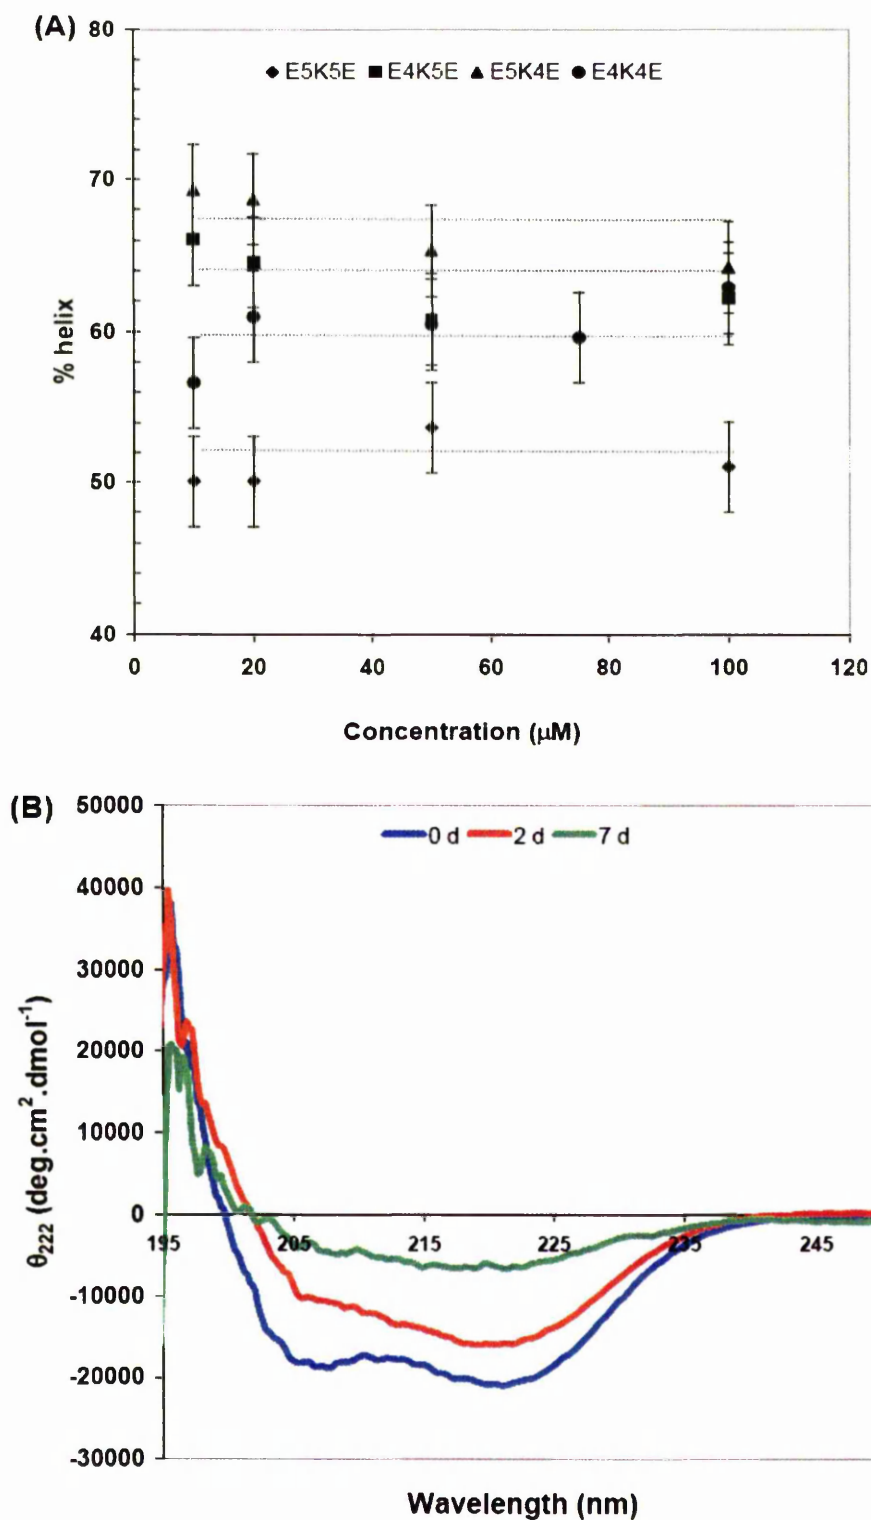 (A)
80
E5K5E E4K5E E5K4E E4K4E
70
60
50
40
% helix
0 20 40 60 80 100 120
Concentration (μM)
(B)
50000
0 d 2 d 7 d
40000
30000
20000
10000
0
195 205 215 225 235 245
-10000
-20000
-30000
θ222 (deg.cm2.dmol-1)
Wavelength (nm)